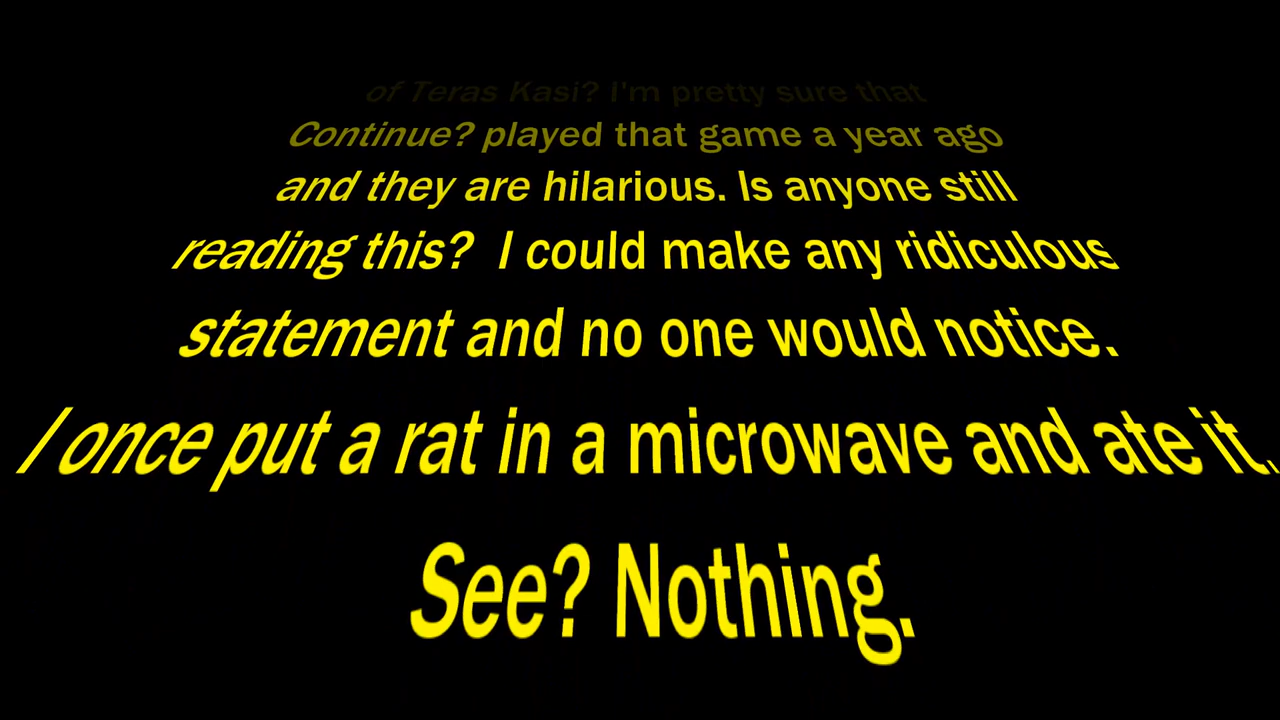 of Teras Kasi? I'm pretty sure that
Continue? played that game a year ago
and they are hilarious. Is anyone still
reading this?  I could make any ridiculous
statement and no one would notice.
I once put a rat in a microwave and ate it.
See? Nothing.